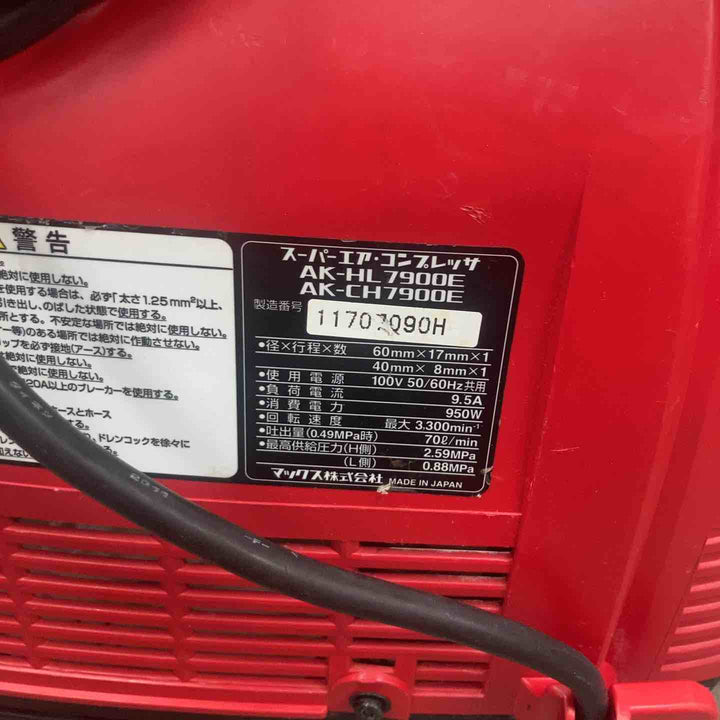 警告
絶対に使用しない。
を使用する場合は、必ず「太さ1.25mm²以上、
引き出し、のばした状態で使用する。
所とする。不安定な場所では絶対に使用しない。
ー等)のある場所では絶対に作動させない。
ップを必ず接地(アース)する。
絶対に使用しない。
20A以上のブレーカーを使用する。
ースとホース
、ドレンコックを徐々に
スーパーエア・コンプレッサ
AK-HL7900E
AK-CH7900E
製造番号 11707090H
•径×行程×数 60mm×17mm×1
40mm× 8mm×1
•使用電源 100V 50/60Hz共用
•負荷電流 9.5A
•消費電力 950W
•回転速度 最大 3,300min⁻¹
•吐出量(0.49MPa時) 70ℓ/min
•最高供給圧力(H側) 2.59MPa
(L側) 0.88MPa
マックス株式会社 MADE IN JAPAN